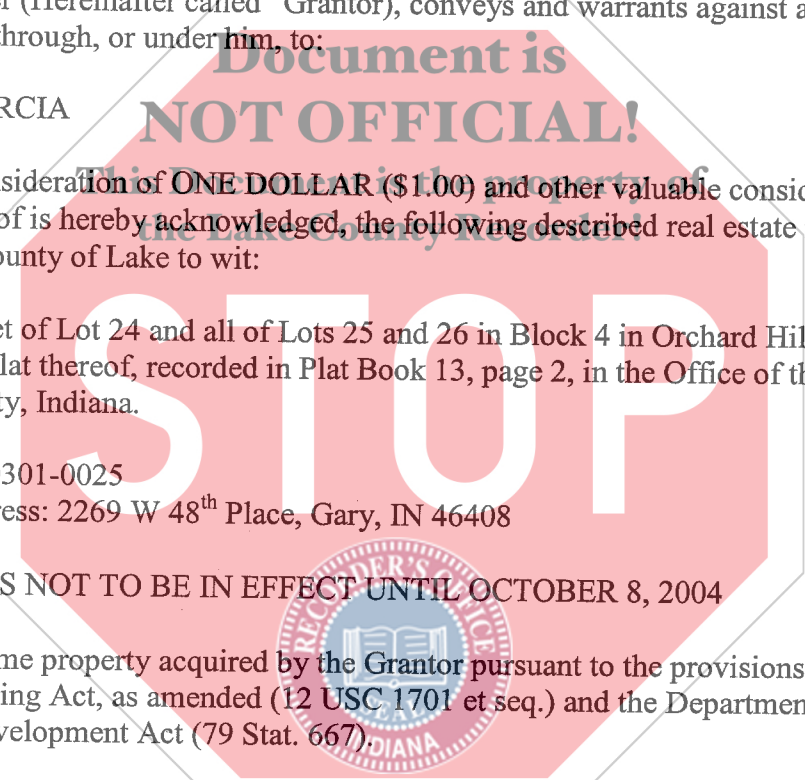 r (Hereinafter called "Grantor), conveys and warrants against a
through, or under him, to:
Document is
RCIA
NOT OFFICIAL!
This Document is the property of
sideration of ONE DOLLAR ($1.00) and other valuable consid
the Lake County Recorder!
of is hereby acknowledged, the following described real estate
ounty of Lake to wit:
STOP
et of Lot 24 and all of Lots 25 and 26 in Block 4 in Orchard Hil
lat thereof, recorded in Plat Book 13, page 2, in the Office of th
ty, Indiana.
301-0025
ress: 2269 W 48th Place, Gary, IN 46408
S NOT TO BE IN EFFECT UNTIL OCTOBER 8, 2004
RECORDER'S OFFICE
me property acquired by the Grantor pursuant to the provisions
ing Act, as amended (12 USC 1701 et seq.) and the Departmen
SEAL
velopment Act (79 Stat. 667).
INDIANA